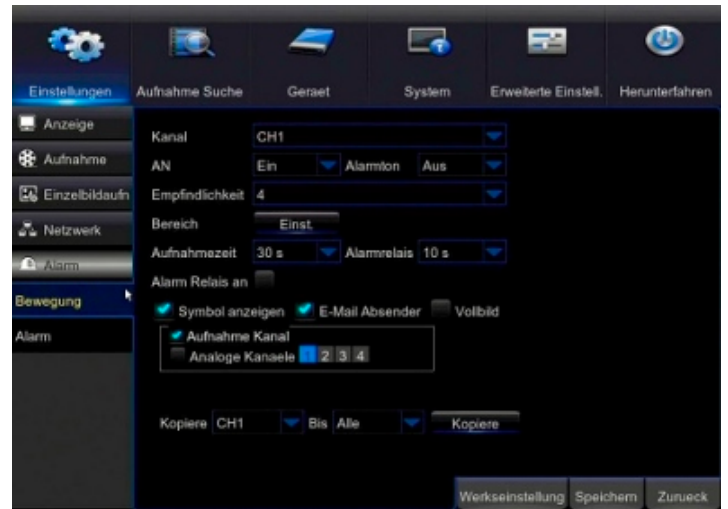 Einstellungen Aufnahme Suche Geraet System Erweiterte Einstell. Herunterfahren
Anzeige
Aufnahme
Einzelbildaufn
Netzwerk
Alarm
Bewegung
Alarm
Kanal CH1
AN Ein Alarmton Aus
Empfindlichkeit 4
Bereich Einst.
Aufnahmezeit 30 s Alarmrelais 10 s
Alarm Relais an
Symbol anzeigen E-Mail Absender Vollbild
Aufnahme Kanal
Analoge Kanaele 1 2 3 4
Kopiere CH1 Bis Alle Kopiere
Werkseinstellung Speichern Zurueck